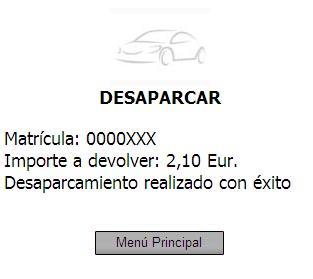 DESAPARCAR
Matrícula: 0000XXX
Importe a devolver: 2,10 Eur.
Desaparcamiento realizado con éxito
Menú Principal